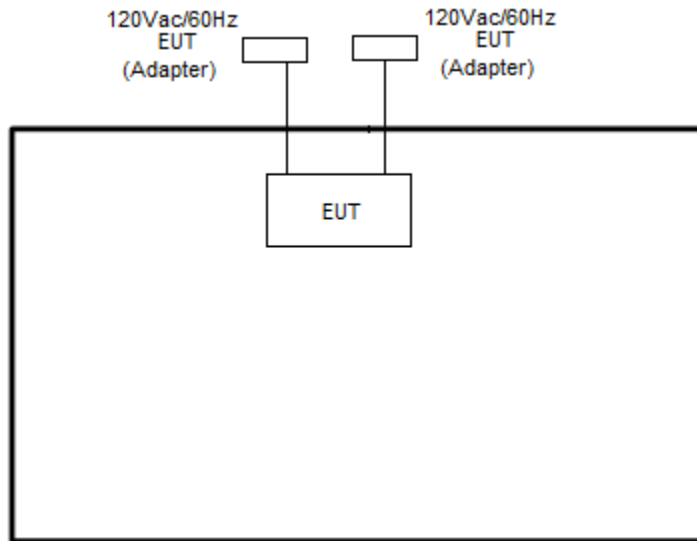 120Vac/60Hz
EUT
(Adapter)
120Vac/60Hz
EUT
(Adapter)
EUT